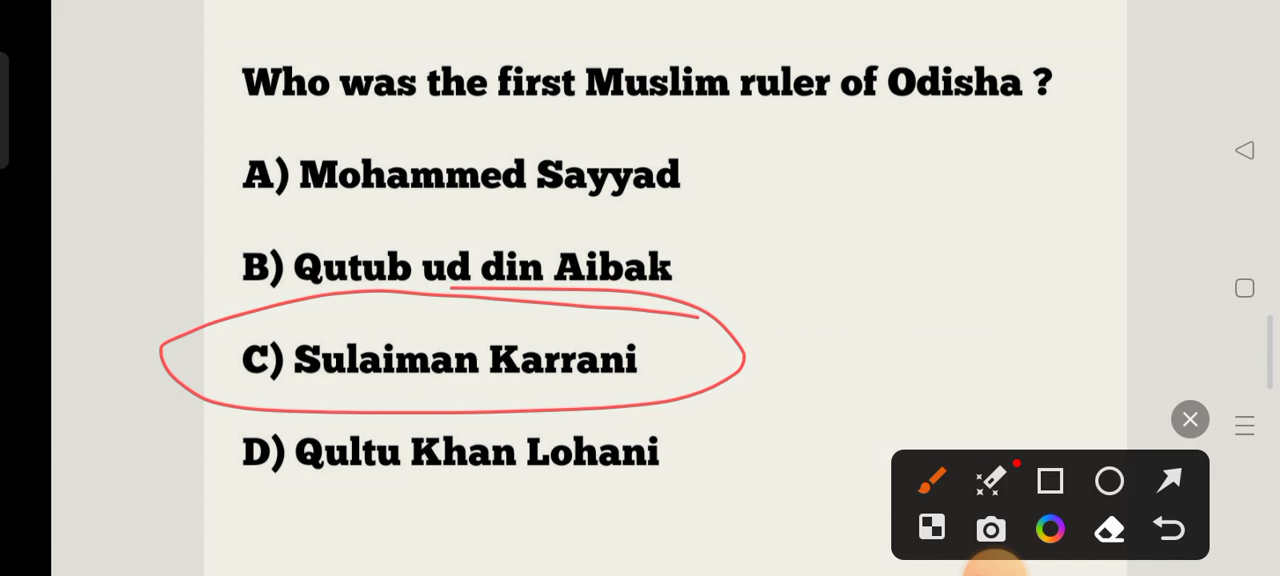 Who was the first Muslim ruler of Odisha ?
A) Mohammed Sayyad
B) Qutub ud din Aibak
C) Sulaiman Karrani
D) Qultu Khan Lohani